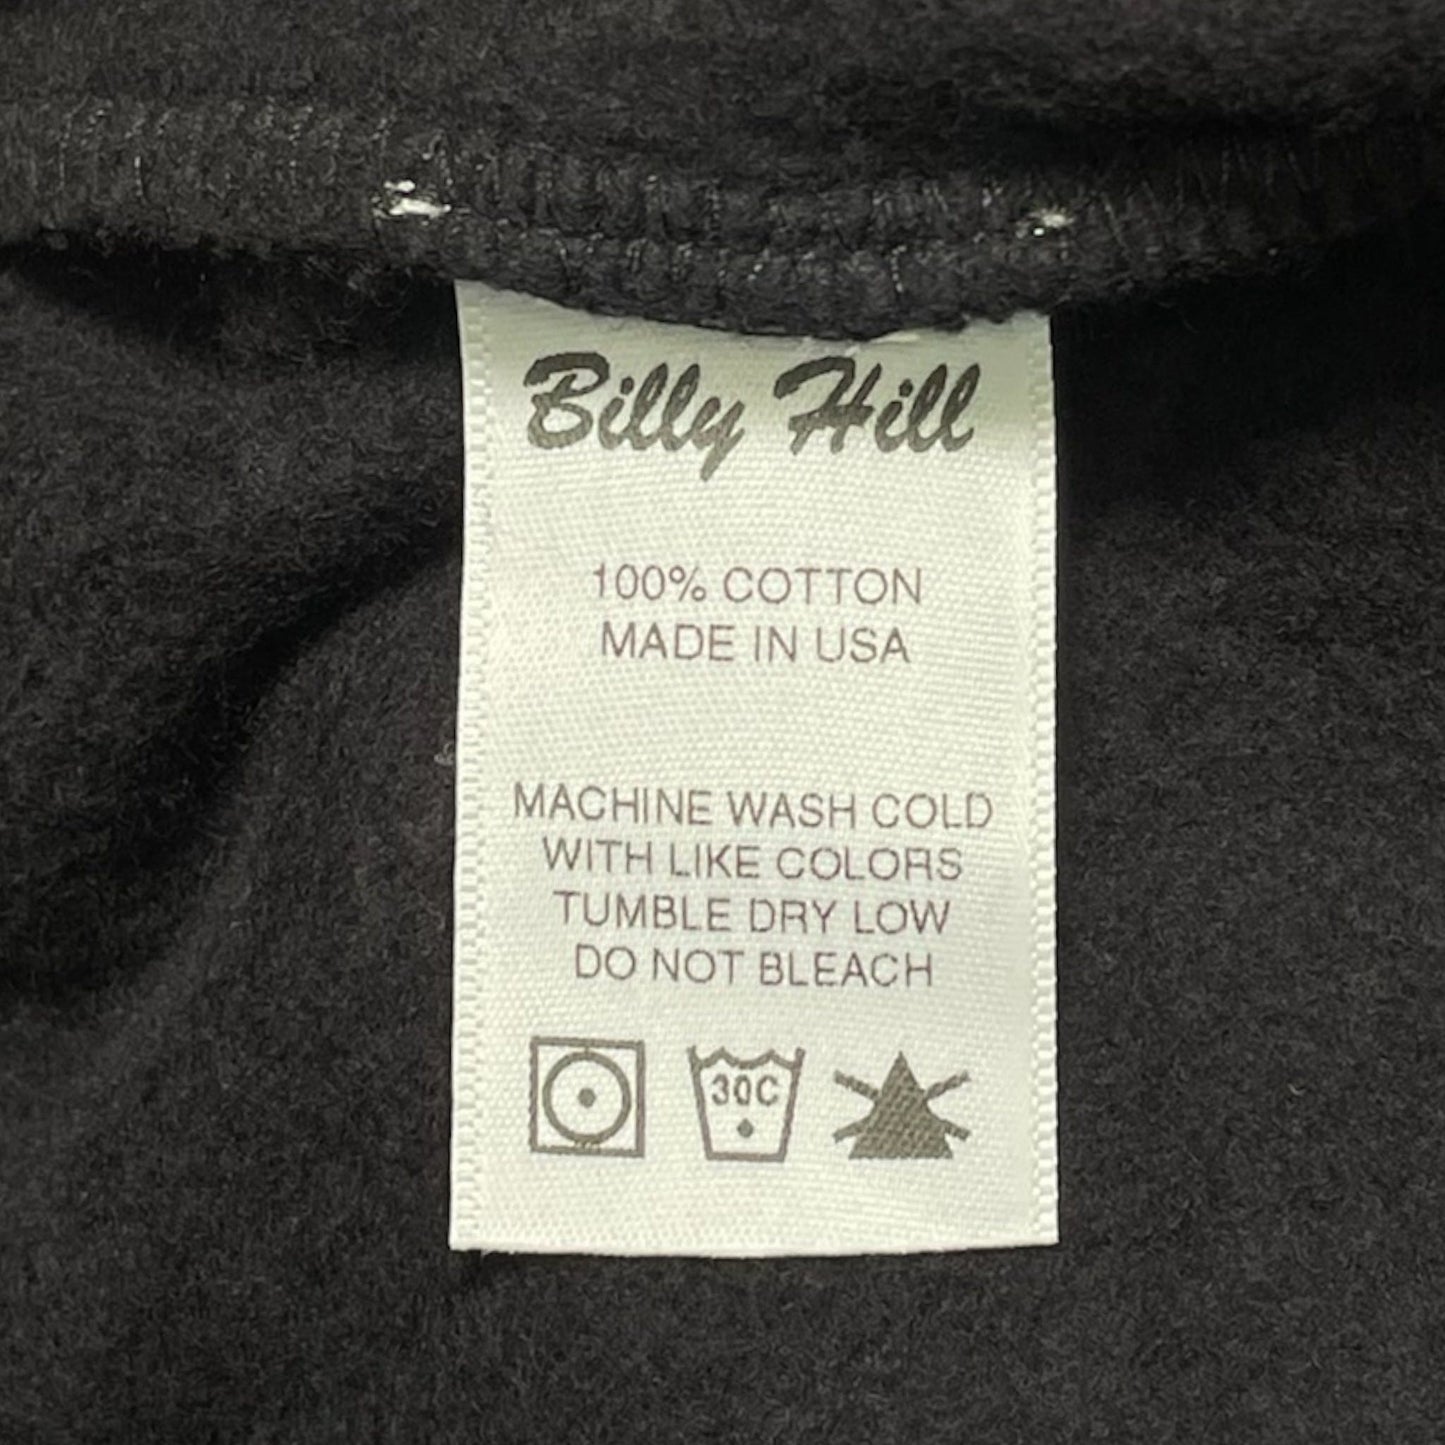 Billy Hill
100% COTTON
MADE IN USA
MACHINE WASH COLD
WITH LIKE COLORS
TUMBLE DRY LOW
DO NOT BLEACH
30C